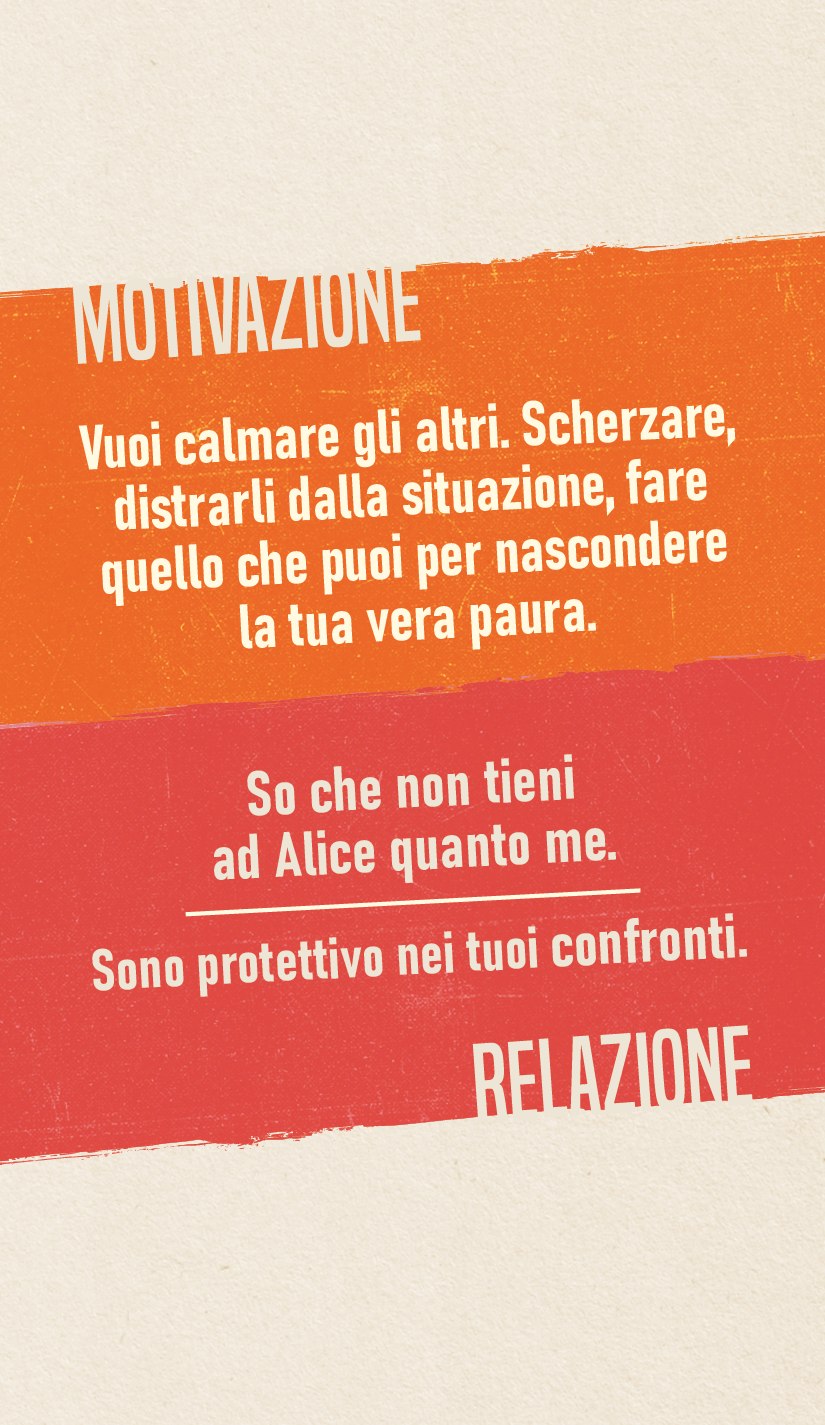 MOTIVAZIONE
Vuoi calmare gli altri. Scherzare,
distrarli dalla situazione, fare
quello che puoi per nascondere
la tua vera paura.
So che non tieni
ad Alice quanto me.
Sono protettivo nei tuoi confronti.
RELAZIONE